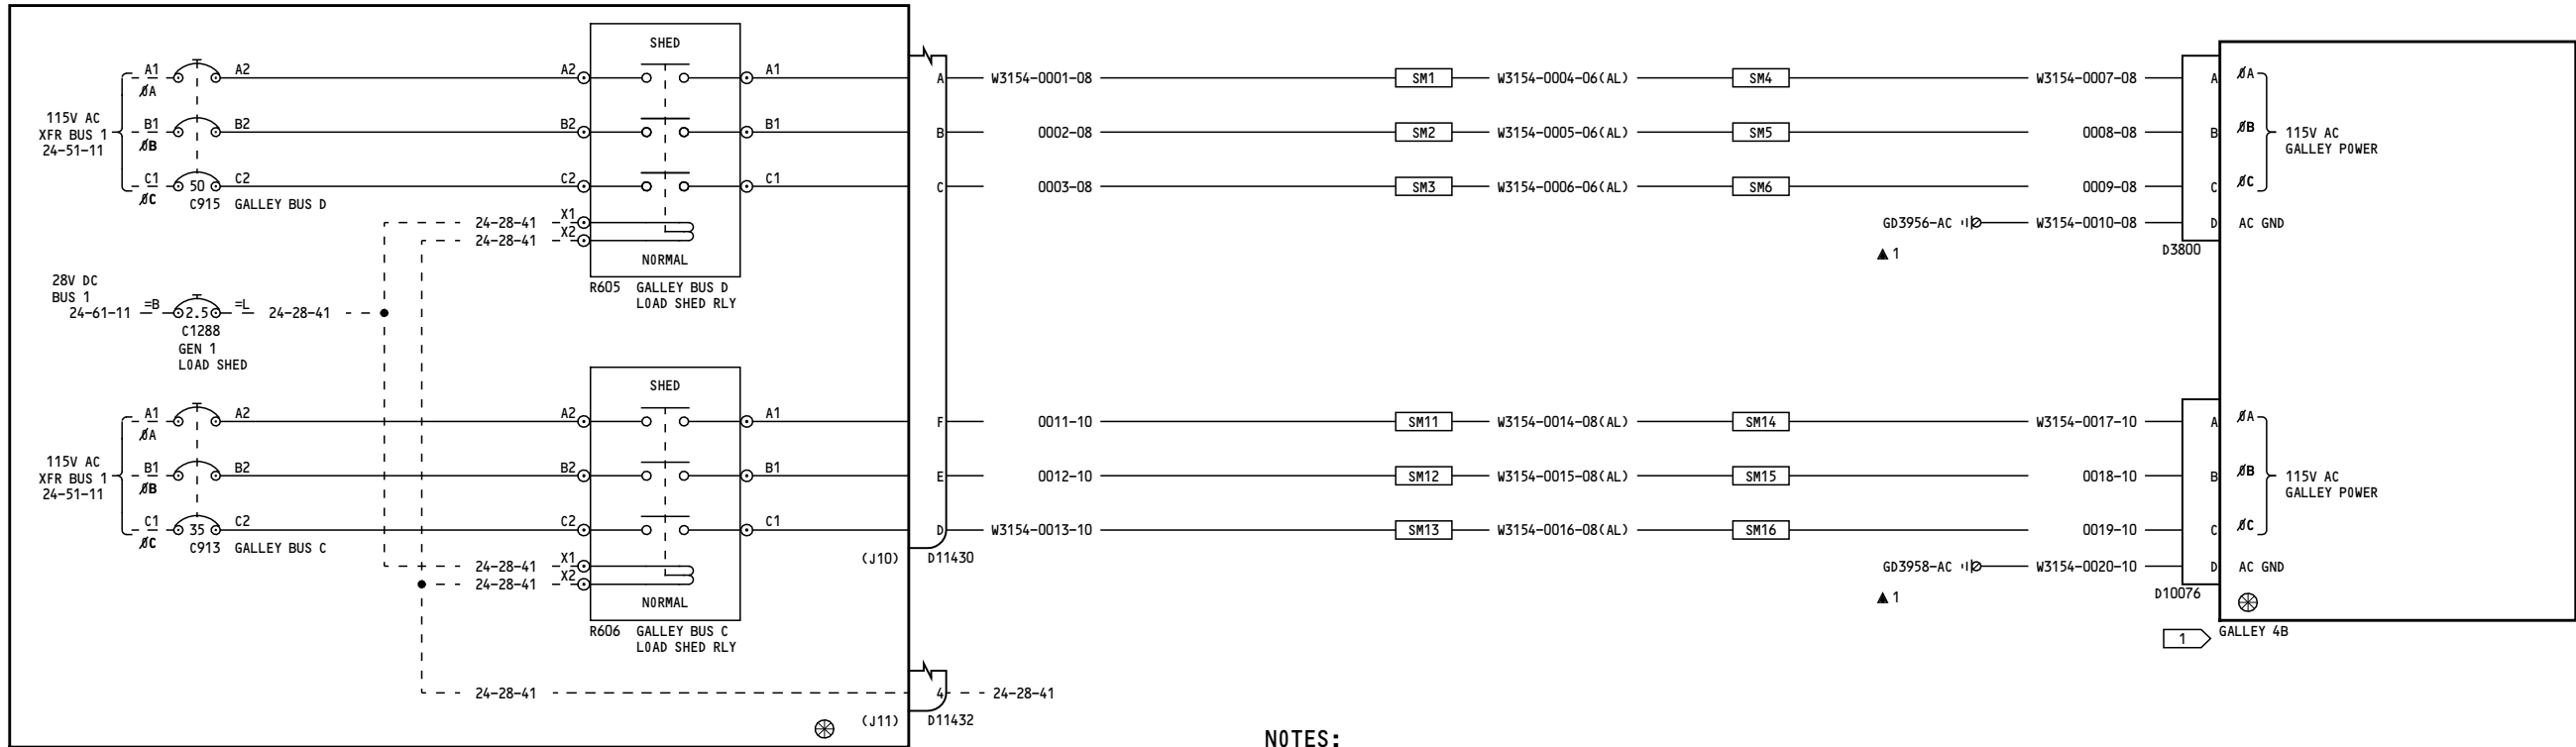 SHED
A1 A2 A2 A1 A W3154-0001-08 SM1 W3154-0004-06(AL) SM4 W3154-0007-08 A ØA
ØA
115V AC
XFR BUS 1
24-51-11
B1 B2 B2 B1 B 0002-08 SM2 W3154-0005-06(AL) SM5 0008-08 B ØB
ØB
115V AC
GALLEY POWER
C1 50 C2 C2 C1 C 0003-08 SM3 W3154-0006-06(AL) SM6 0009-08 C ØC
ØC
C915 GALLEY BUS D
24-28-41 X1
24-28-41 X2
GD3956-AC W3154-0010-08 D AC GND
1
D3800
NORMAL
R605 GALLEY BUS D
LOAD SHED RLY
28V DC
BUS 1
24-61-11 =B 2.5 =L 24-28-41
C1288
GEN 1
LOAD SHED
SHED
A1 A2 A2 A1 F 0011-10 SM11 W3154-0014-08(AL) SM14 W3154-0017-10 A ØA
ØA
115V AC
XFR BUS 1
24-51-11
B1 B2 B2 B1 E 0012-10 SM12 W3154-0015-08(AL) SM15 0018-10 B ØB
ØB
115V AC
GALLEY POWER
C1 35 C2 C2 C1 D W3154-0013-10 SM13 W3154-0016-08(AL) SM16 0019-10 C ØC
ØC
C913 GALLEY BUS C
(J10) D11430
24-28-41 X1
24-28-41 X2
GD3958-AC W3154-0020-10 D AC GND
1
D10076
NORMAL
R606 GALLEY BUS C
LOAD SHED RLY
1 GALLEY 4B
24-28-41 4 24-28-41
(J11) D11432
NOTES: